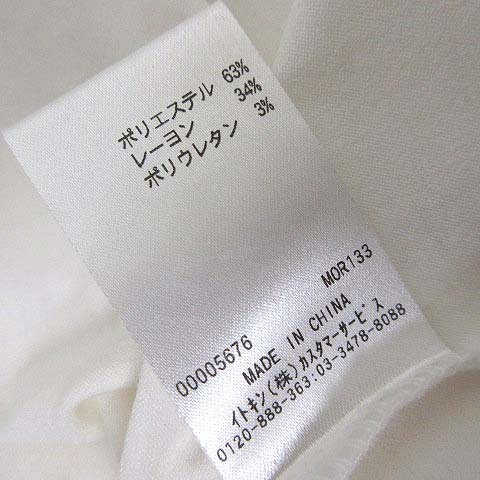 ポリエステル 63%
レーヨン 34%
ポリウレタン 3%
MOR133
00005676
MADE IN CHINA
イトキン(株)カスタマーサービス
0120-888-363:03-3478-8088